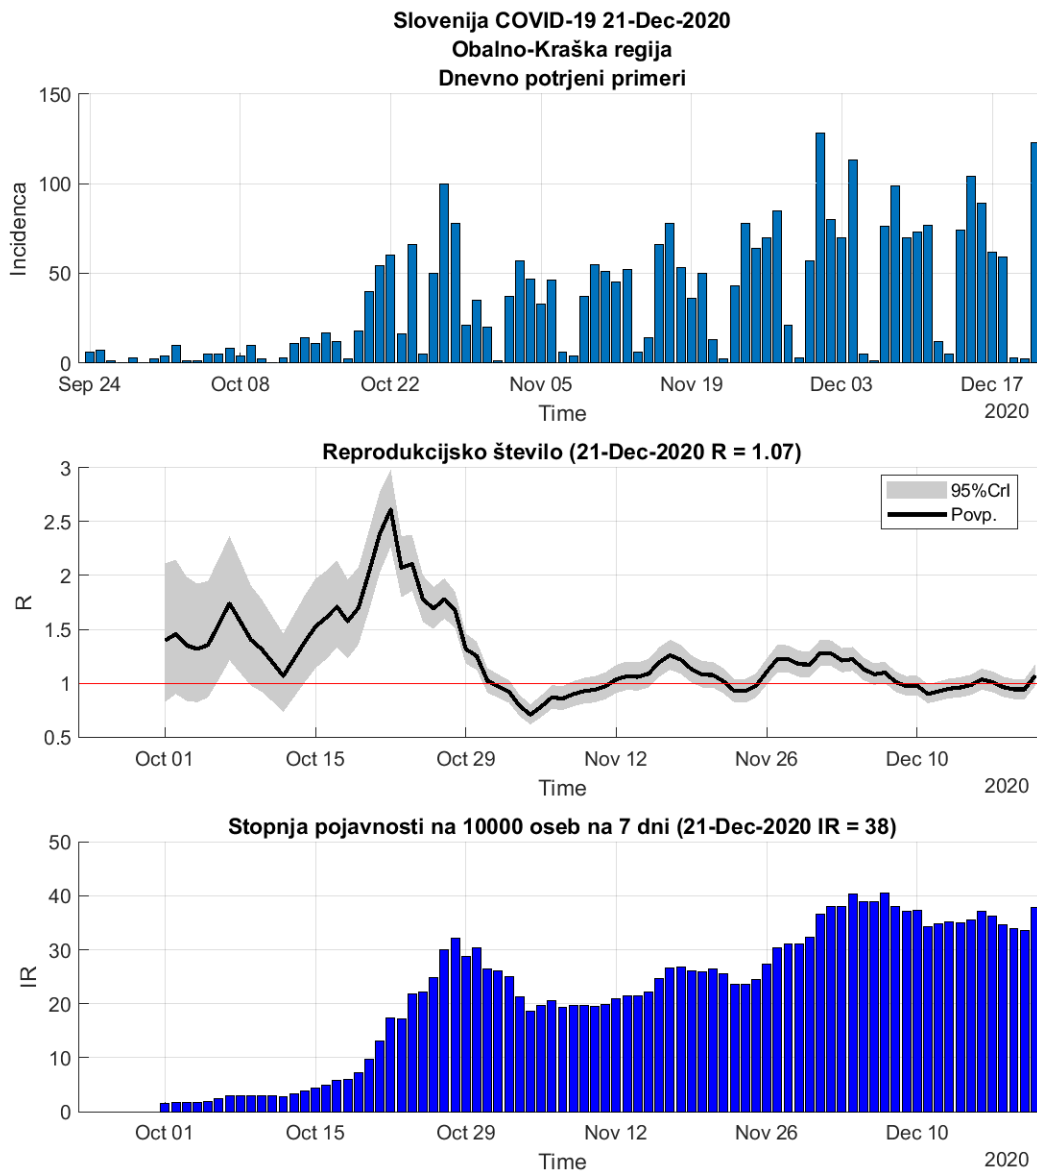 Slovenija COVID-19 21-Dec-2020
Obalno-Kraška regija
Dnevno potrjeni primeri
150
100
50
0
Incidenca
Sep 24 Oct 08 Oct 22 Nov 05 Nov 19 Dec 03 Dec 17
Time
2020
Reprodukcijsko število (21-Dec-2020 R = 1.07)
3
2.5
2
1.5
1
0.5
R
95%CrI
Povp.
Oct 01 Oct 15 Oct 29 Nov 12 Nov 26 Dec 10
Time
2020
Stopnja pojavnosti na 10000 oseb na 7 dni (21-Dec-2020 IR = 38)
50
40
30
20
10
0
IR
Oct 01 Oct 15 Oct 29 Nov 12 Nov 26 Dec 10
Time
2020